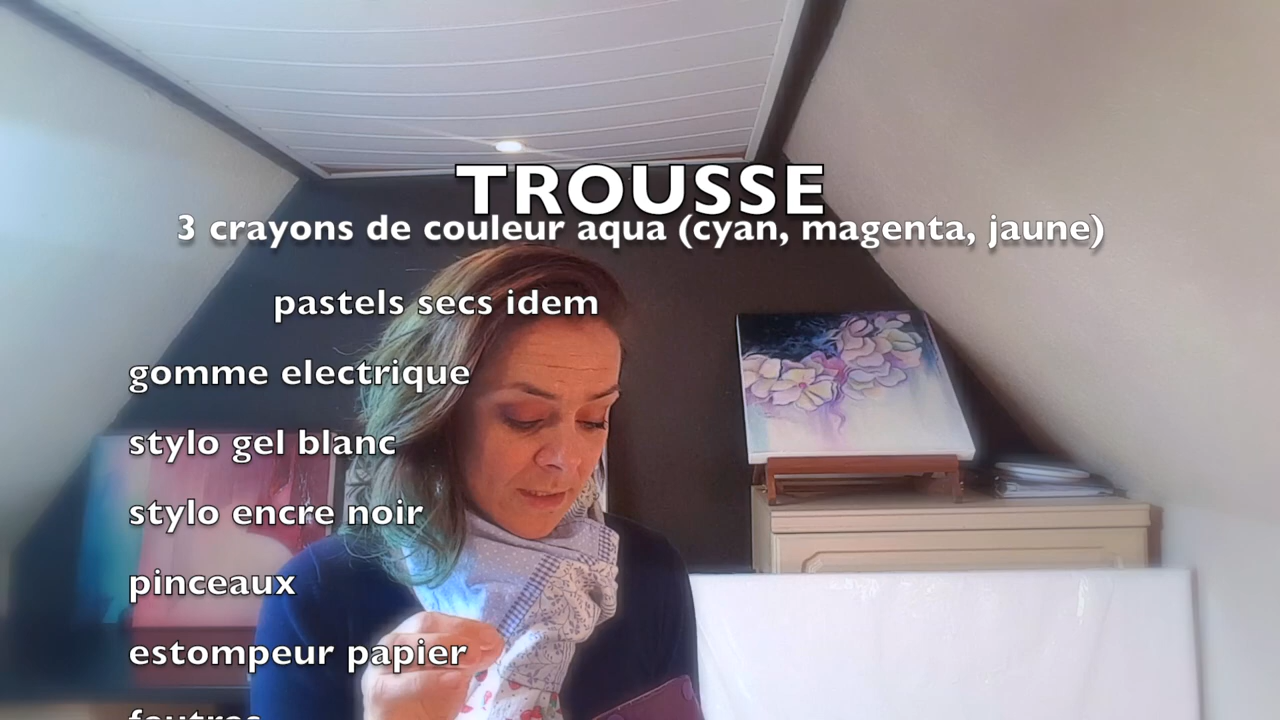 TROUSSE
3 crayons de couleur aqua (cyan, magenta, jaune)
pastels secs idem
gomme electrique
stylo gel blanc
stylo encre noir
pinceaux
estompeur papier
feutres